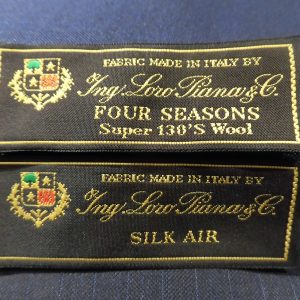 FABRIC MADE IN ITALY BY
Ing. Loro Piana & C.
FOUR SEASONS
Super 130'S Wool
FABRIC MADE IN ITALY BY
Ing. Loro Piana & C.
SILK AIR